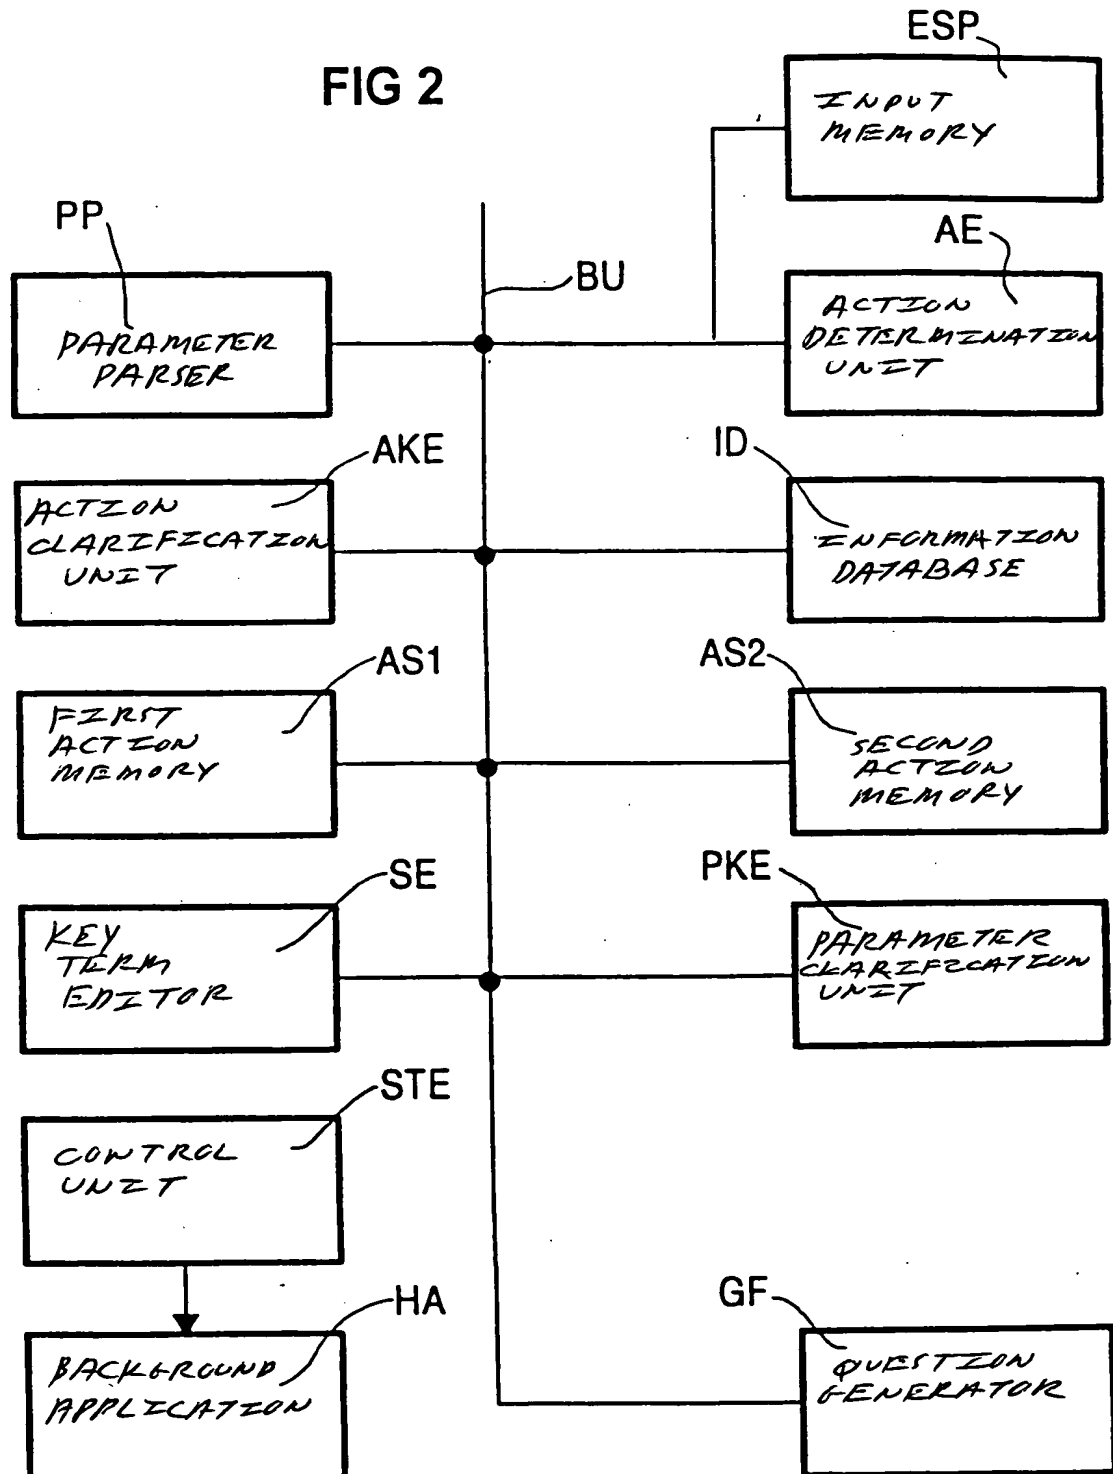 FIG 2
ESP
INPUT
MEMORY
PP
PARAMETER
PARSER
BU
AE
ACTION
DETERMINATION
UNIT
AKE
ACTION
CLARIFICATION
UNIT
ID
INFORMATION
DATABASE
AS1
FIRST
ACTION
MEMORY
AS2
SECOND
ACTION
MEMORY
SE
KEY
TERM
EDITOR
PKE
PARAMETER
CLARIFICATION
UNIT
STE
CONTROL
UNIT
HA
BACKGROUND
APPLICATION
GF
QUESTION
GENERATOR